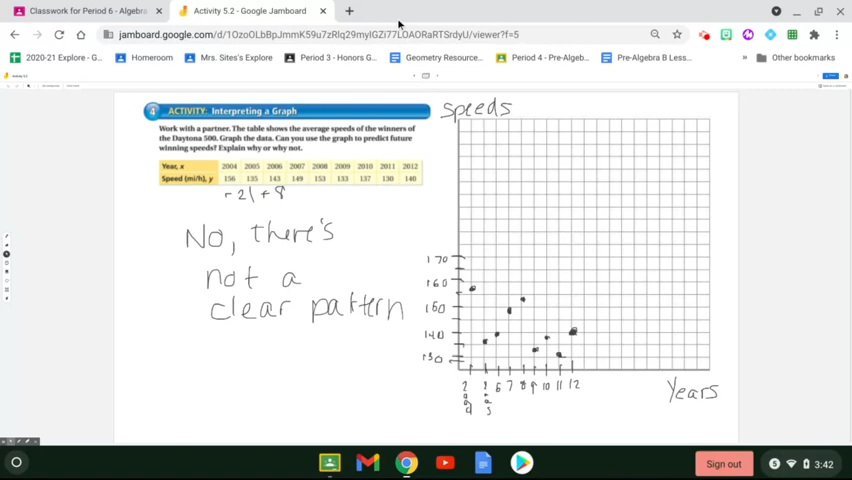 Classwork for Period 6 - Algebra
Activity 5.2 - Google Jamboard
jamboard.google.com/d/1OzoOLbBpJmmK59u7zRlq29mylGZi77LOAORaRTSrdyU/viewer?f=5
2020-21 Explore - G...
Homeroom
Mrs. Sites's Explore
Period 3 - Honors G...
Geometry Resource...
Period 4 - Pre-Algeb...
Pre-Algebra B Less...
Other bookmarks
4 ACTIVITY: Interpreting a Graph
Work with a partner. The table shows the average speeds of the winners of
the Daytona 500. Graph the data. Can you use the graph to predict future
winning speeds? Explain why or why not.
Year, x 2004 2005 2006 2007 2008 2009 2010 2011 2012
Speed (mi/h), y 156 135 143 149 153 133 137 130 140
-21 +8
No, there's
not a
clear pattern
speeds
170
160
150
140
130
2004 2005 6 7 8 9 10 11 12
Years
Sign out
3:42